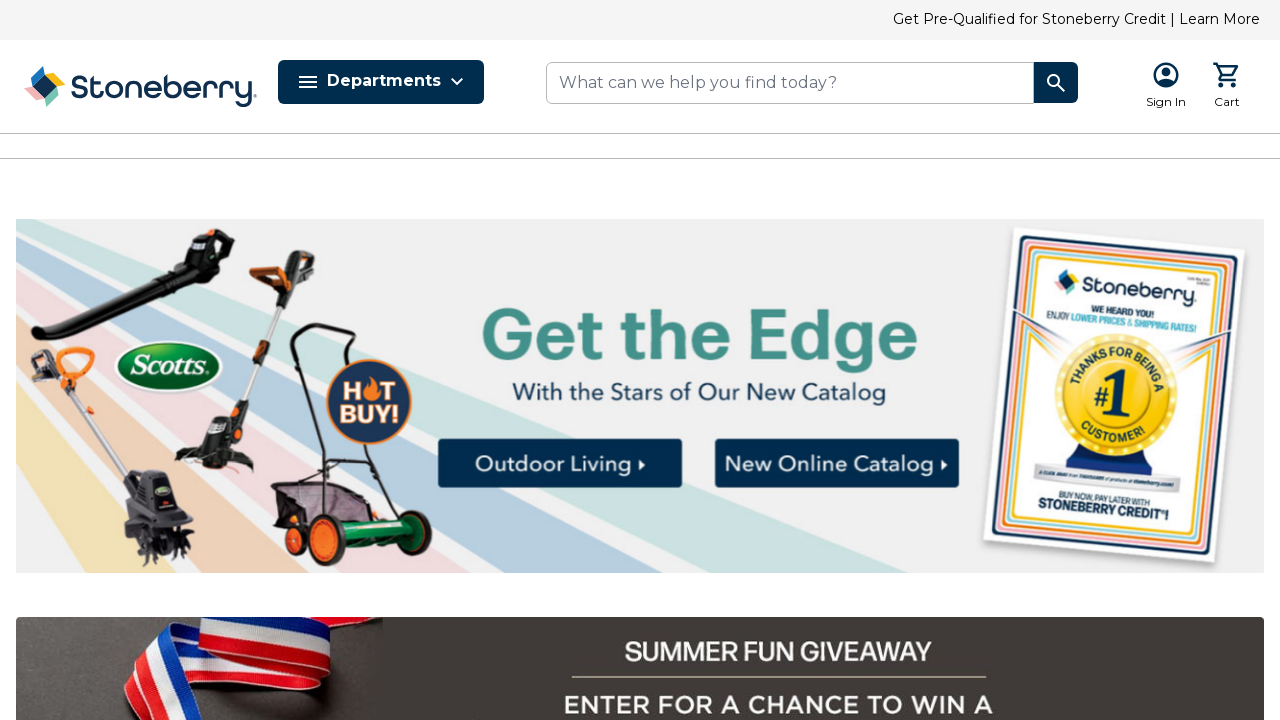 Get Pre-Qualified for Stoneberry Credit | Learn More
Stoneberry
Departments
What can we help you find today?
Sign In
Cart
Scotts
HOT
BUY!
Get the Edge
With the Stars of Our New Catalog
Outdoor Living
New Online Catalog
Stoneberry
WE HEARD YOU!
ENJOY LOWER PRICES & SHIPPING RATES!
THANKS FOR BEING A
#1
CUSTOMER!
BUY NOW, PAY LATER WITH
STONEBERRY CREDIT®!
SUMMER FUN GIVEAWAY
ENTER FOR A CHANCE TO WIN A